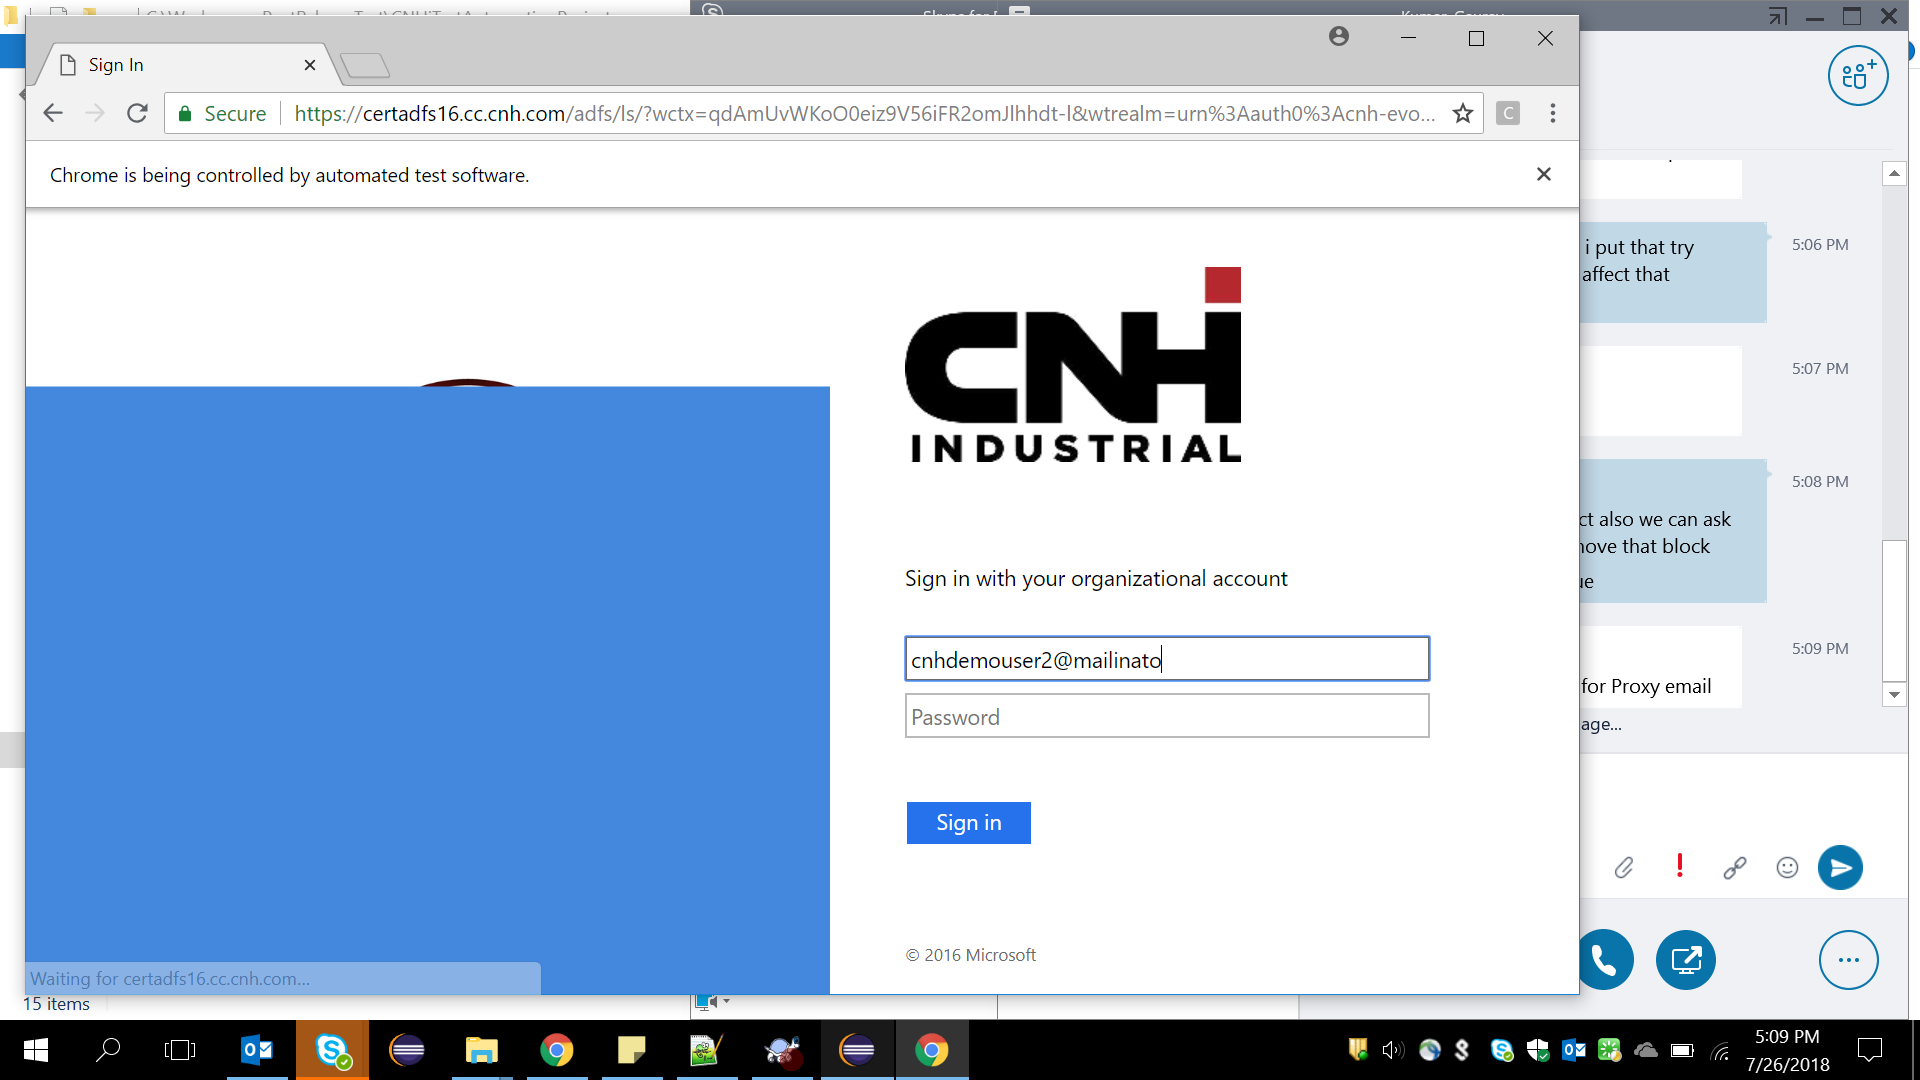 Sign In
Secure
https://certadfs16.cc.cnh.com/adfs/ls/?wctx=qdAmUvWKoO0eiz9V56iFR2omJlhhdt-l&wtrealm=urn%3Aauth0%3Acnh-evo...
C
Chrome is being controlled by automated test software.
CNH
INDUSTRIAL
Sign in with your organizational account
cnhdemouser2@mailinato
Password
Sign in
© 2016 Microsoft
Waiting for certadfs16.cc.cnh.com...
15 items
i put that try
affect that
5:06 PM
5:07 PM
5:08 PM
ct also we can ask
move that block
ue
5:09 PM
for Proxy email
age...
5:09 PM
7/26/2018